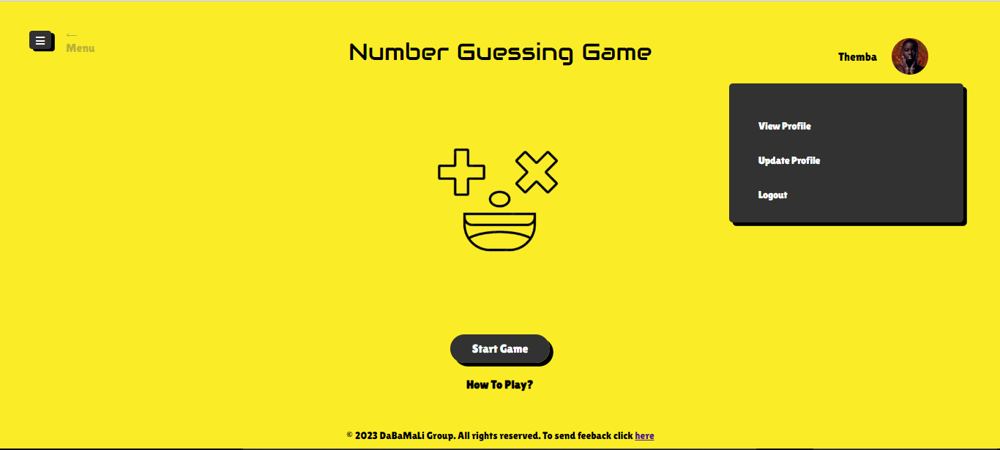 ←
Menu
Number Guessing Game
Themba
View Profile
Update Profile
Logout
Start Game
How To Play?
© 2023 DaBaMaLi Group. All rights reserved. To send feeback click here